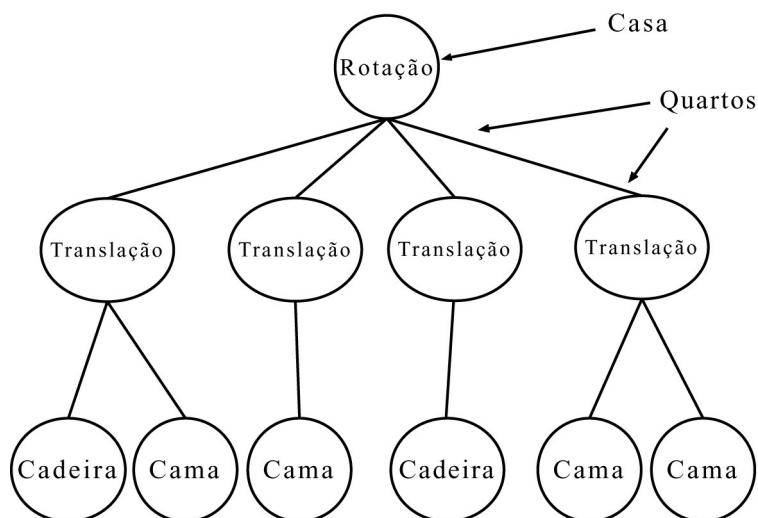 Casa
Rotação
Quartos
Translação
Translação
Translação
Translação
Cadeira
Cama
Cama
Cadeira
Cama
Cama